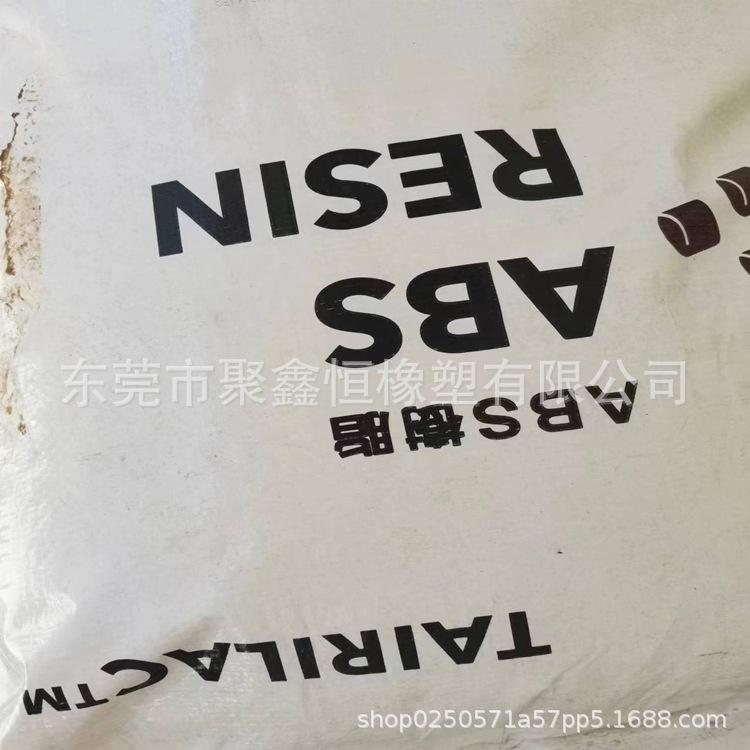 TAIRILAC™
ABS樹脂
ABS
RESIN
东莞市聚鑫恒橡塑有限公司
shop0250571a57pp5.1688.com